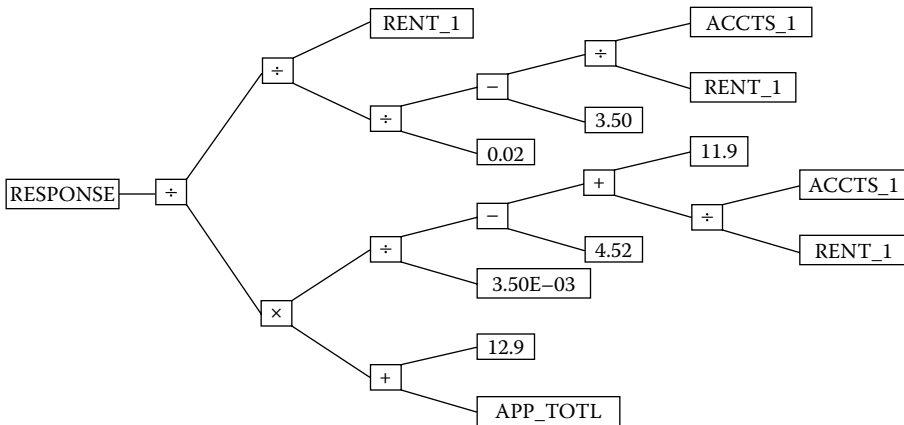 RENT_1
ACCTS_1
÷
÷
RENT_1
−
÷
3.50
0.02
11.9
+
ACCTS_1
RESPONSE
÷
−
÷
÷
4.52
RENT_1
3.50E–03
×
12.9
+
APP_TOTL